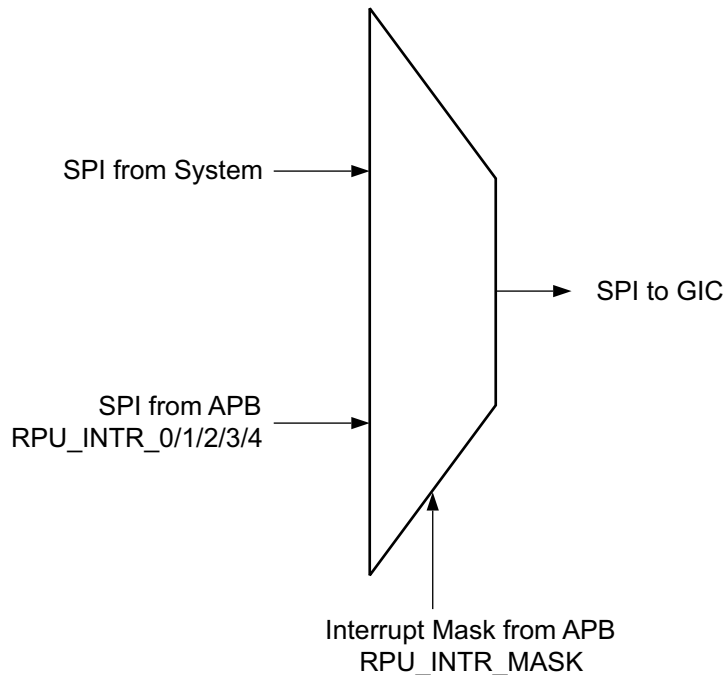 SPI from System
SPI to GIC
SPI from APB
RPU_INTR_0/1/2/3/4
Interrupt Mask from APB
RPU_INTR_MASK